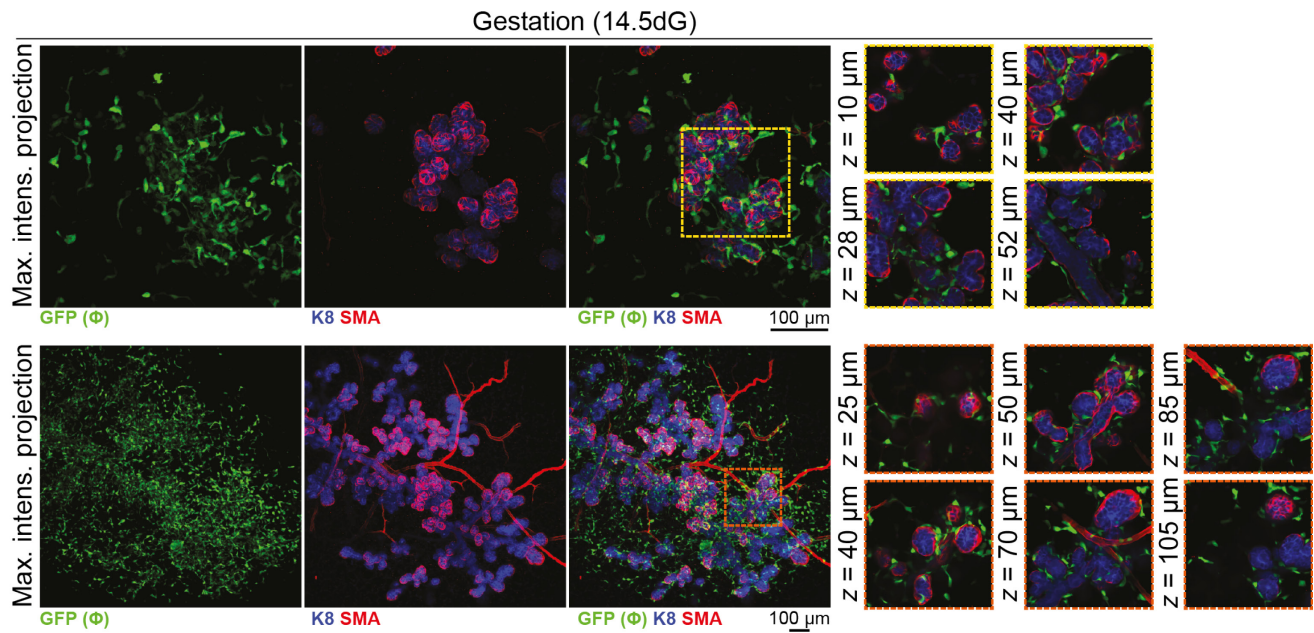 Gestation (14.5dG)
Max. intens. projection
z = 10 µm
z = 40 µm
z = 28 µm
z = 52 µm
GFP (Φ)
K8 SMA
GFP (Φ) K8 SMA
100 µm
Max. intens. projection
z = 25 µm
z = 50 µm
z = 85 µm
z = 40 µm
z = 70 µm
z = 105 µm
GFP (Φ)
K8 SMA
GFP (Φ) K8 SMA
100 µm